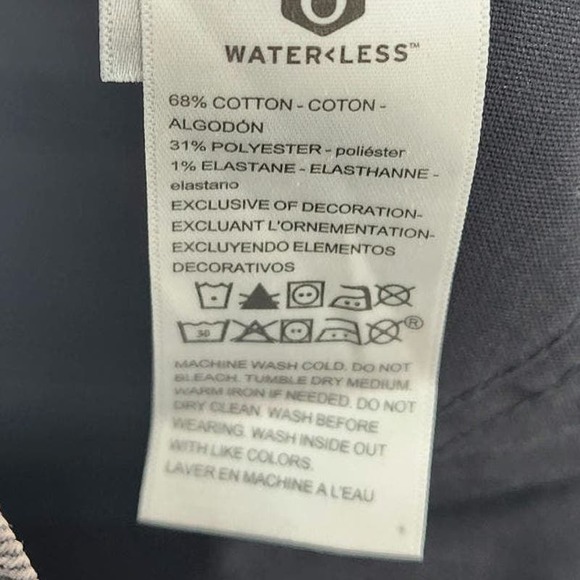 WATER<LESS™
68% COTTON - COTON -
ALGODÓN
31% POLYESTER - poliéster
1% ELASTANE - ELASTHANNE -
elastano
EXCLUSIVE OF DECORATION-
EXCLUANT L'ORNEMENTATION-
EXCLUYENDO ELEMENTOS
DECORATIVOS
30 ®
MACHINE WASH COLD. DO NOT
BLEACH. TUMBLE DRY MEDIUM.
WARM IRON IF NEEDED. DO NOT
DRY CLEAN. WASH BEFORE
WEARING. WASH INSIDE OUT
WITH LIKE COLORS.
LAVER EN MACHINE A L'EAU